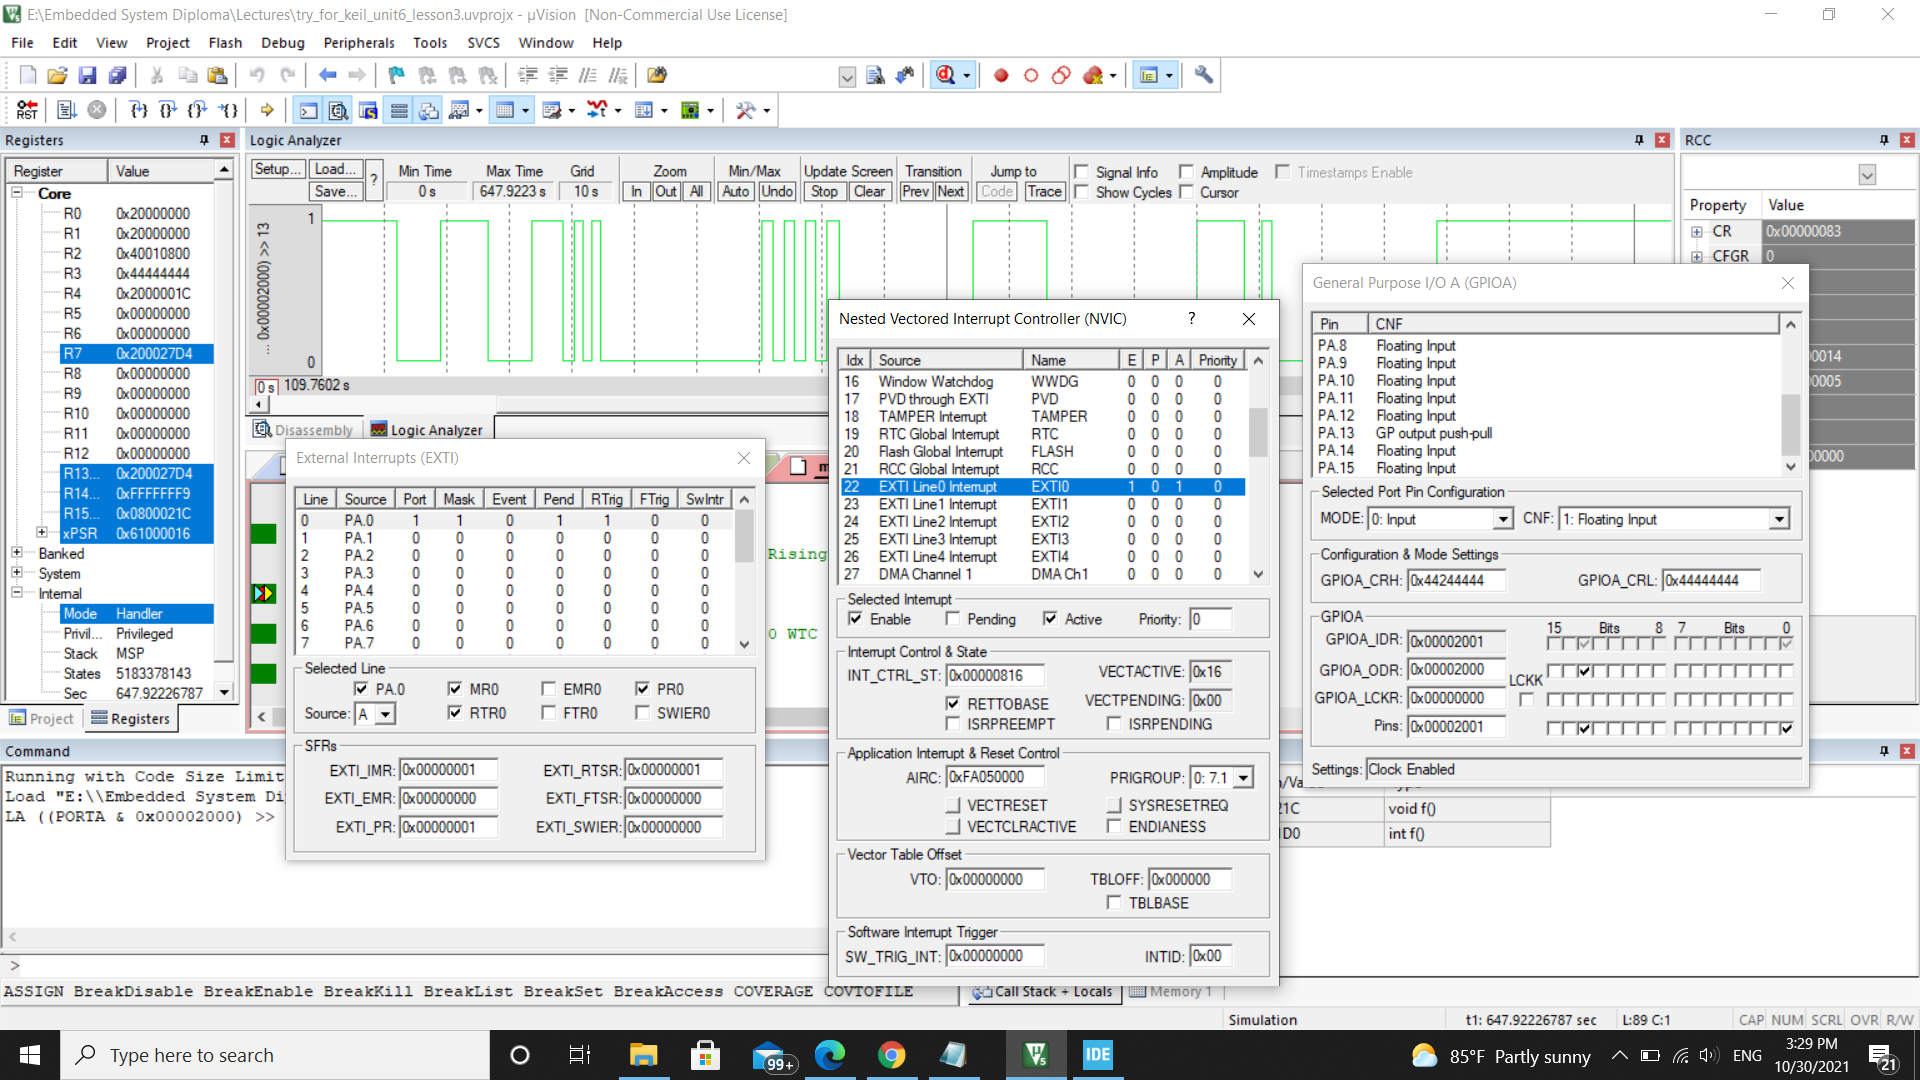 E:\Embedded System Diploma\Lectures\try_for_keil_unit6_lesson3.uvprojx - µVision [Non-Commercial Use License]
File Edit View Project Flash Debug Peripherals Tools SVCS Window Help
Registers
Register Value
Core
R0 0x20000000
R1 0x20000000
R2 0x40010800
R3 0x44444444
R4 0x2000001C
R5 0x00000000
R6 0x00000000
R7 0x200027D4
R8 0x00000000
R9 0x00000000
R10 0x00000000
R11 0x00000000
R12 0x00000000
R13... 0x200027D4
R14... 0xFFFFFFF9
R15... 0x0800021C
xPSR 0x61000016
Banked
System
Internal
Mode Handler
Privil... Privileged
Stack MSP
States 5183378143
Sec 647.92226787
Project Registers
Logic Analyzer
Setup... Load... Save... ?
Min Time Max Time Grid Zoom Min/Max Update Screen Transition Jump to
0 s 647.9223 s 10 s In Out All Auto Undo Stop Clear Prev Next Code Trace
Signal Info Amplitude Timestamps Enable
Show Cycles Cursor
1
... 0x00002000) >> 13
0
0 s 109.7602 s
Disassembly Logic Analyzer
Rising
0 WTC
External Interrupts (EXTI)
Line Source Port Mask Event Pend RTrig FTrig SwIntr
0 PA.0 1 1 0 1 1 0 0
1 PA.1 0 0 0 0 0 0 0
2 PA.2 0 0 0 0 0 0 0
3 PA.3 0 0 0 0 0 0 0
4 PA.4 0 0 0 0 0 0 0
5 PA.5 0 0 0 0 0 0 0
6 PA.6 0 0 0 0 0 0 0
7 PA.7 0 0 0 0 0 0 0
Selected Line
PA.0 MR0 EMR0 PR0
Source: A RTR0 FTR0 SWIER0
SFRs
EXTI_IMR: 0x00000001 EXTI_RTSR: 0x00000001
EXTI_EMR: 0x00000000 EXTI_FTSR: 0x00000000
EXTI_PR: 0x00000001 EXTI_SWIER: 0x00000000
Nested Vectored Interrupt Controller (NVIC) ?
Idx Source Name E P A Priority
16 Window Watchdog WWDG 0 0 0 0
17 PVD through EXTI PVD 0 0 0 0
18 TAMPER Interrupt TAMPER 0 0 0 0
19 RTC Global Interrupt RTC 0 0 0 0
20 Flash Global Interrupt FLASH 0 0 0 0
21 RCC Global Interrupt RCC 0 0 0 0
22 EXTI Line0 Interrupt EXTI0 1 0 1 0
23 EXTI Line1 Interrupt EXTI1 0 0 0 0
24 EXTI Line2 Interrupt EXTI2 0 0 0 0
25 EXTI Line3 Interrupt EXTI3 0 0 0 0
26 EXTI Line4 Interrupt EXTI4 0 0 0 0
27 DMA Channel 1 DMA Ch1 0 0 0 0
Selected Interrupt
Enable Pending Active Priority: 0
Interrupt Control & State
INT_CTRL_ST: 0x00000816 VECTACTIVE: 0x16
RETTOBASE VECTPENDING: 0x00
ISRPREEMPT ISRPENDING
Application Interrupt & Reset Control
AIRC: 0xFA050000 PRIGROUP: 0: 7.1
VECTRESET SYSRESETREQ
VECTCLRACTIVE ENDIANESS
Vector Table Offset
VTO: 0x00000000 TBLOFF: 0x000000
TBLBASE
Software Interrupt Trigger
SW_TRIG_INT: 0x00000000 INTID: 0x00
RCC
Property Value
CR 0x00000083
CFGR 0
00014
00005
00000
General Purpose I/O A (GPIOA)
Pin CNF
PA.8 Floating Input
PA.9 Floating Input
PA.10 Floating Input
PA.11 Floating Input
PA.12 Floating Input
PA.13 GP output push-pull
PA.14 Floating Input
PA.15 Floating Input
Selected Port Pin Configuration
MODE: 0: Input CNF: 1: Floating Input
Configuration & Mode Settings
GPIOA_CRH: 0x44244444 GPIOA_CRL: 0x44444444
GPIOA 15 Bits 8 7 Bits 0
GPIOA_IDR: 0x00002001
GPIOA_ODR: 0x00002000
LCKK
GPIOA_LCKR: 0x00000000
Pins: 0x00002001
Settings: Clock Enabled
Command
Running with Code Size Limit
Load "E:\\Embedded System Di
LA ((PORTA & 0x00002000) >>
>
ASSIGN BreakDisable BreakEnable BreakKill BreakList BreakSet BreakAccess COVERAGE COVTOFILE
21C void f()
1D0 int f()
Call Stack + Locals Memory 1
Simulation t1: 647.92226787 sec L:89 C:1 CAP NUM SCRL OVR R/W
Type here to search
99+
IDE
85°F Partly sunny
ENG
3:29 PM
10/30/2021
21